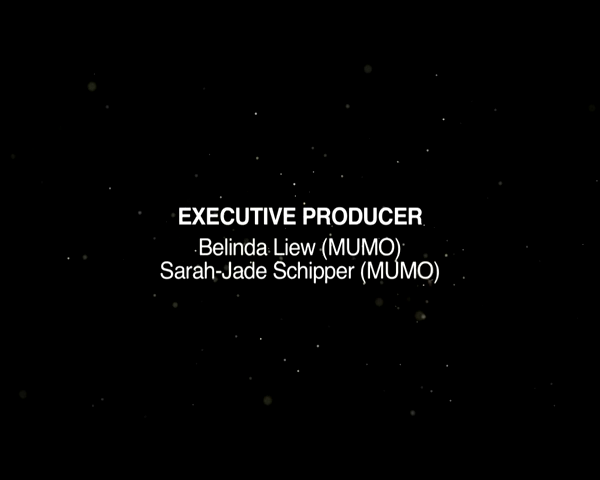 EXECUTIVE PRODUCER
Belinda Liew (MUMO)
Sarah-Jade Schipper (MUMO)